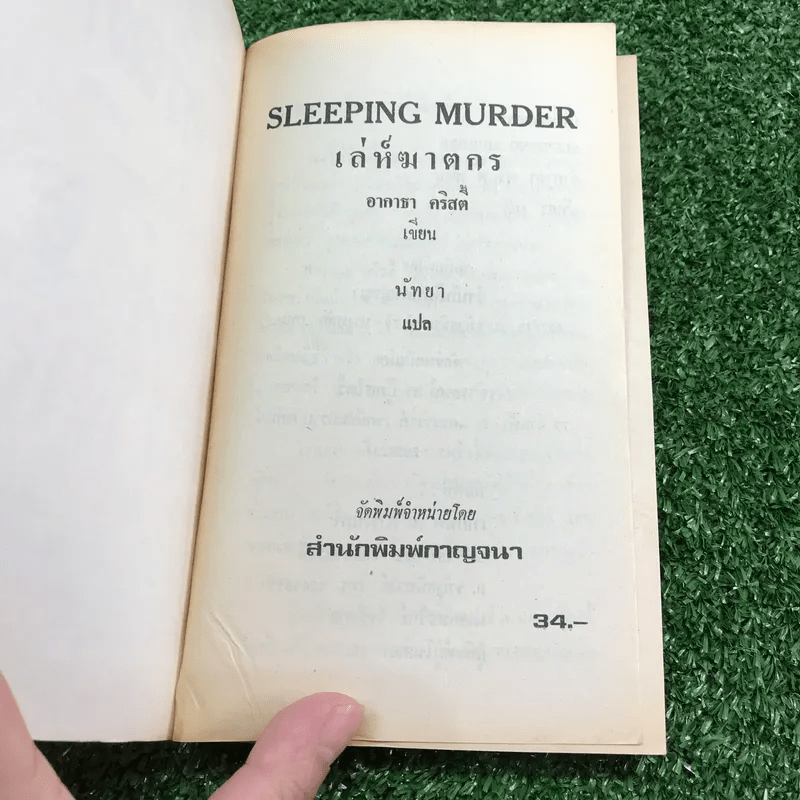 SLEEPING MURDER
เล่ห์ฆาตกร
อากาธา คริสตี้
เขียน
นัทยา
แปล
จัดพิมพ์จำหน่ายโดย
สำนักพิมพ์กาญจนา
34.–